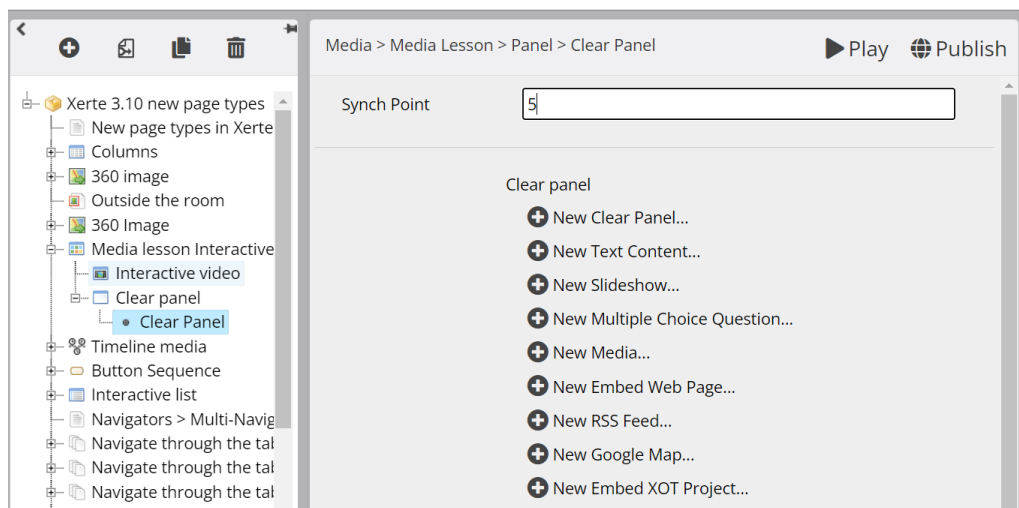 Media > Media Lesson > Panel > Clear Panel
Play
Publish
Xerte 3.10 new page types
New page types in Xerte
Columns
360 image
Outside the room
360 Image
Media lesson Interactive
Interactive video
Clear panel
Clear Panel
Timeline media
Button Sequence
Interactive list
Navigators > Multi-Navig
Navigate through the tab
Navigate through the tab
Navigate through the tab
Synch Point
5
Clear panel
New Clear Panel...
New Text Content...
New Slideshow...
New Multiple Choice Question...
New Media...
New Embed Web Page...
New RSS Feed...
New Google Map...
New Embed XOT Project...